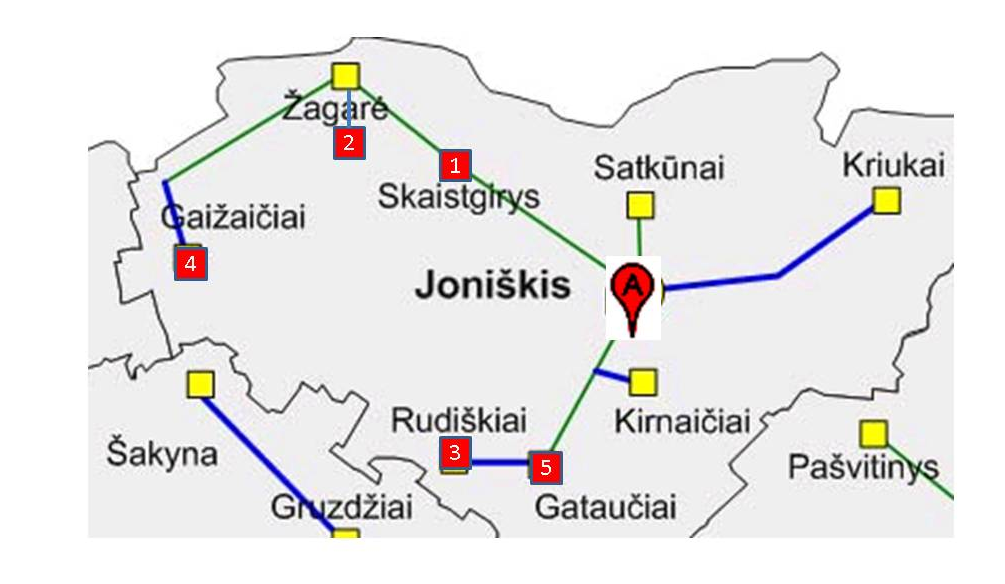 Žagarė
2
1
Skaistgirys
Satkūnai
Kriukai
Gaižaičiai
4
Joniškis
A
Šakyna
Rudiškiai
3
5
Kirnaičiai
Pašvitinys
Gruzdžiai
Gataučiai